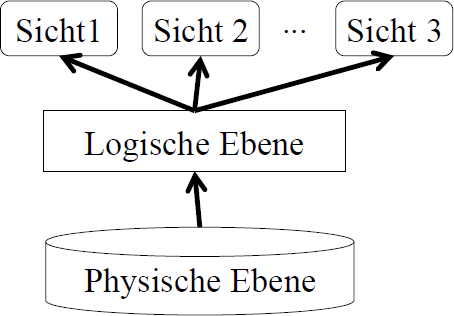 Sicht1 Sicht 2 ... Sicht 3
Logische Ebene
Physische Ebene